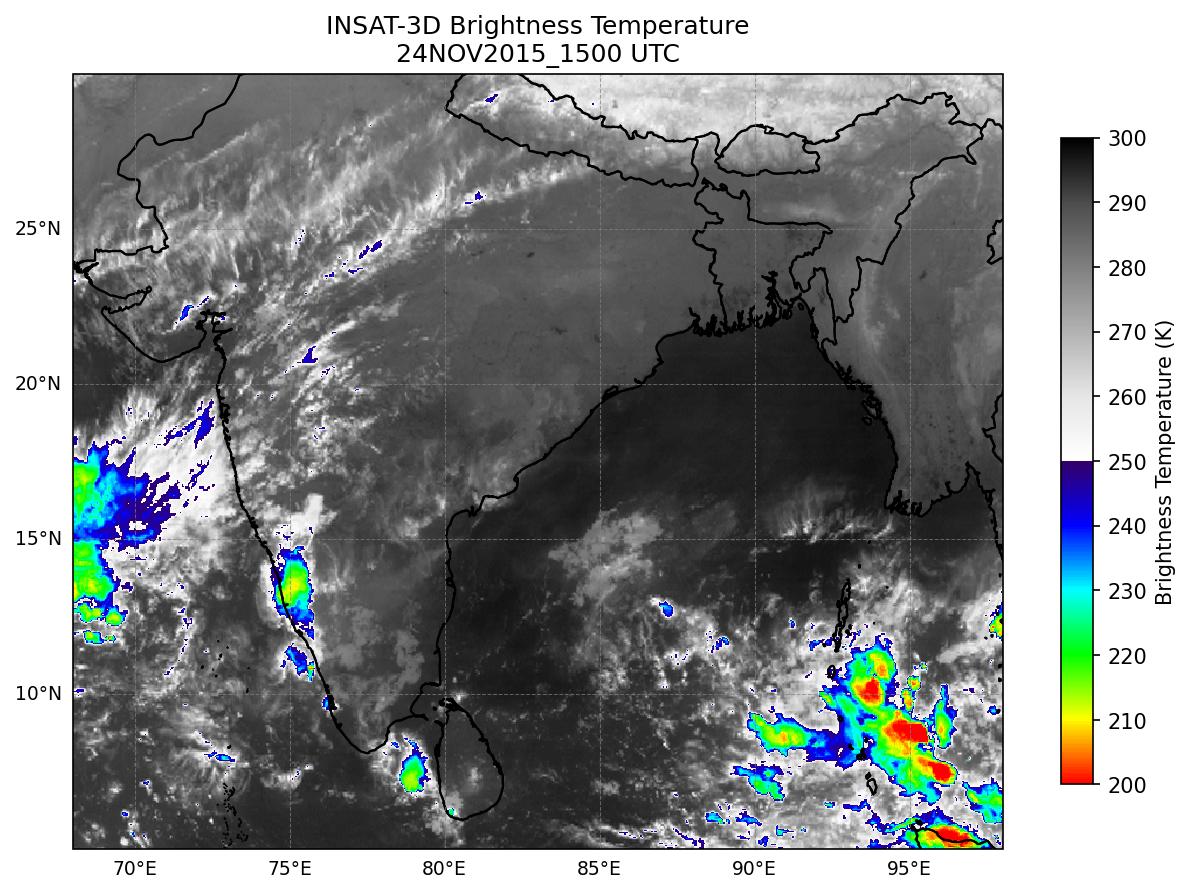 INSAT-3D Brightness Temperature
24NOV2015_1500 UTC
25°N
20°N
15°N
10°N
70°E
75°E
80°E
85°E
90°E
95°E
300
290
280
270
260
250
240
230
220
210
200
Brightness Temperature (K)